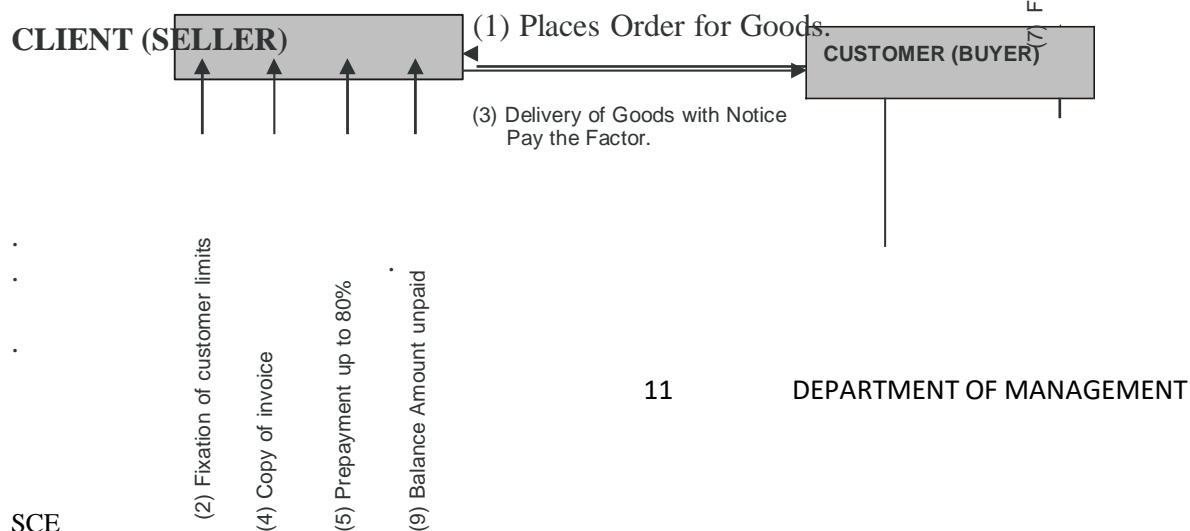 (7) F
(1) Places Order for Goods.
CLIENT (SELLER)
CUSTOMER (BUYER)
(3) Delivery of Goods with Notice
Pay the Factor.
(2) Fixation of customer limits
(4) Copy of invoice
(5) Prepayment up to 80%
(9) Balance Amount unpaid
11
DEPARTMENT OF MANAGEMENT
SCE